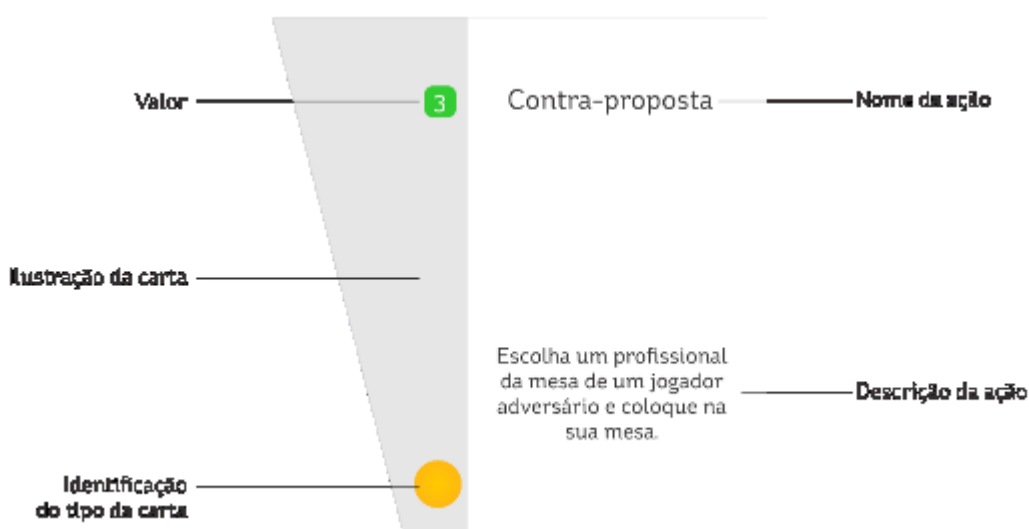 Valor
3
Contra-proposta
Nome da ação
Ilustração da carta
Escolha um profissional
da mesa de um jogador
adversário e coloque na
sua mesa.
Descrição da ação
Identificação
do tipo da carta